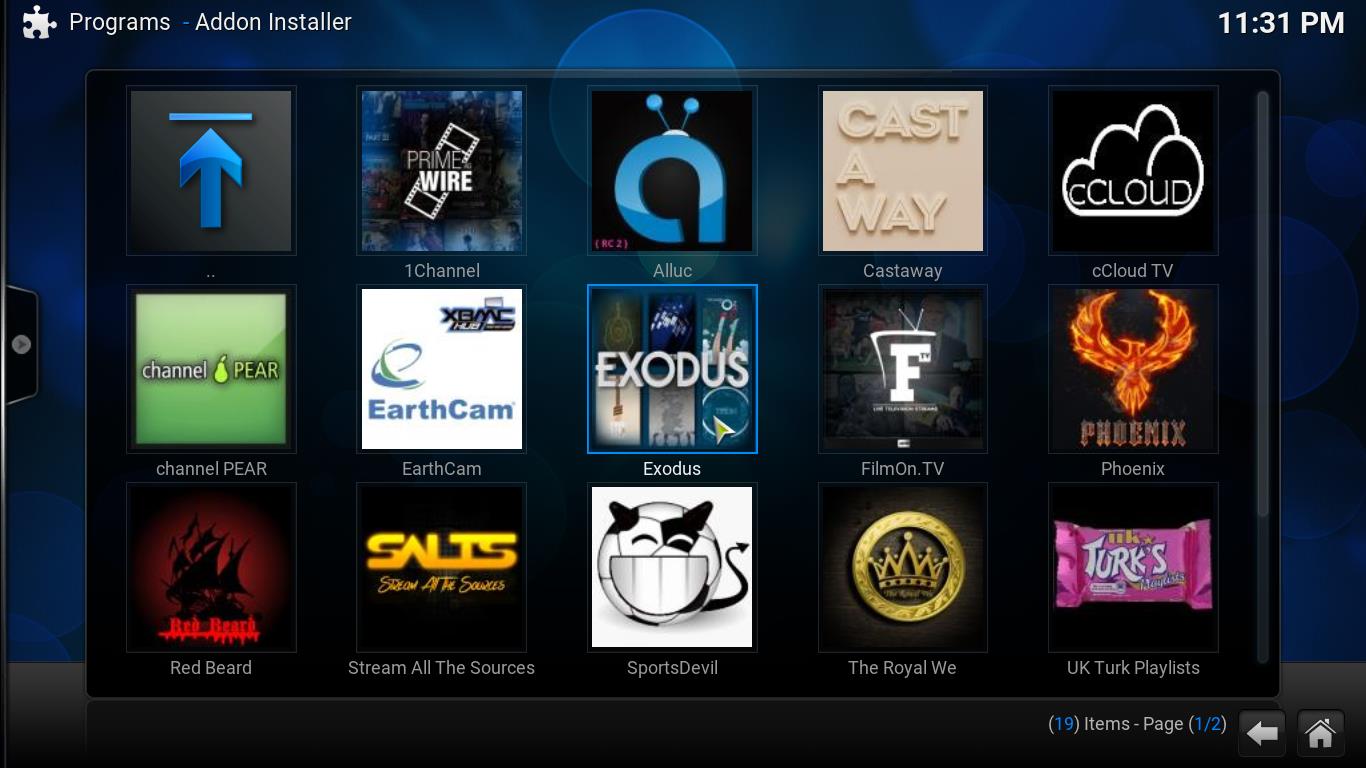 Programs - Addon Installer
11:31 PM
PRIME
WIRE
{RC 2}
CAST
A
WAY
cCLOUD
..
1Channel
Alluc
Castaway
cCloud TV
channel PEAR
XBMC
HUB
EarthCam
EXODUS
F
TV
LIVE TELEVISION STREAMS
PHOENIX
channel PEAR
EarthCam
Exodus
FilmOn.TV
Phoenix
Red Beard
SALTS
Stream All The Sources
The Royal We
UK
TURK'S
Playlists
Red Beard
Stream All The Sources
SportsDevil
The Royal We
UK Turk Playlists
(19) Items - Page (1/2)